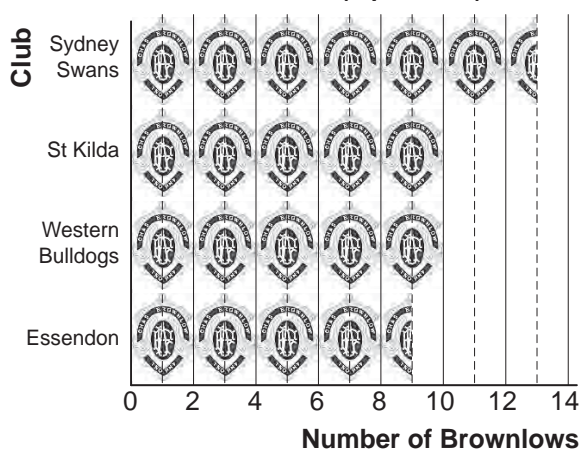 Club
Sydney
Swans
St Kilda
Western
Bulldogs
Essendon
0 2 4 6 8 10 12 14
Number of Brownlows